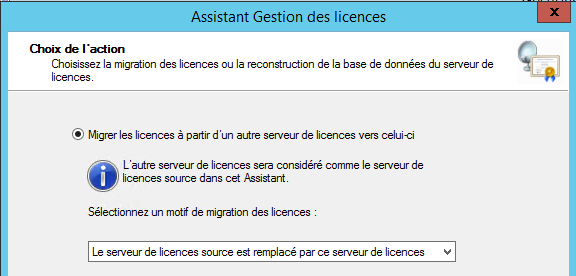 Assistant Gestion des licences
x
Choix de l'action
Choisissez la migration des licences ou la reconstruction de la base de données du serveur de
licences.
Migrer les licences à partir d'un autre serveur de licences vers celui-ci
L'autre serveur de licences sera considéré comme le serveur de
licences source dans cet Assistant.
Sélectionnez un motif de migration des licences :
Le serveur de licences source est remplacé par ce serveur de licences